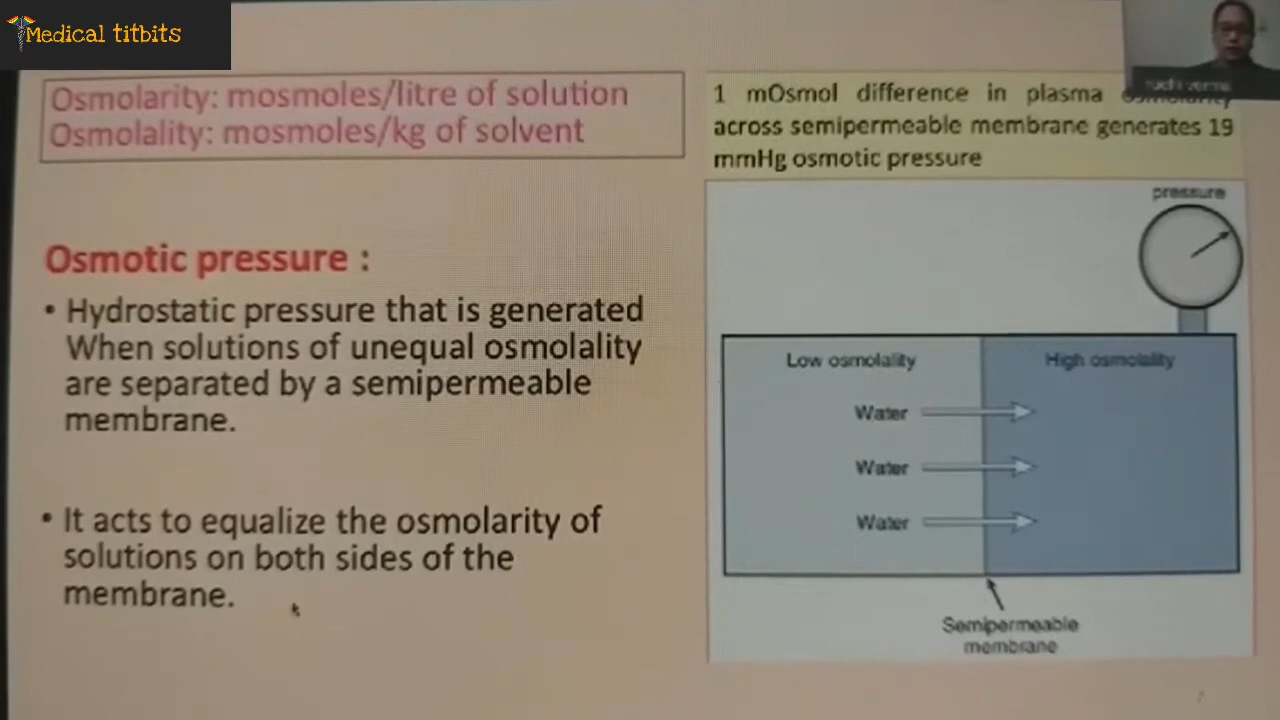 Medical titbits
Osmolarity: mosmoles/litre of solution
Osmolality: mosmoles/kg of solvent
1 mOsmol difference in plasma
across semipermeable membrane generates 19
mmHg osmotic pressure
Osmotic pressure :
• Hydrostatic pressure that is generated
When solutions of unequal osmolality
are separated by a semipermeable
membrane.
• It acts to equalize the osmolarity of
solutions on both sides of the
membrane.
pressure
Low osmolality
High osmolality
Water
Water
Water
Semipermeable
membrane